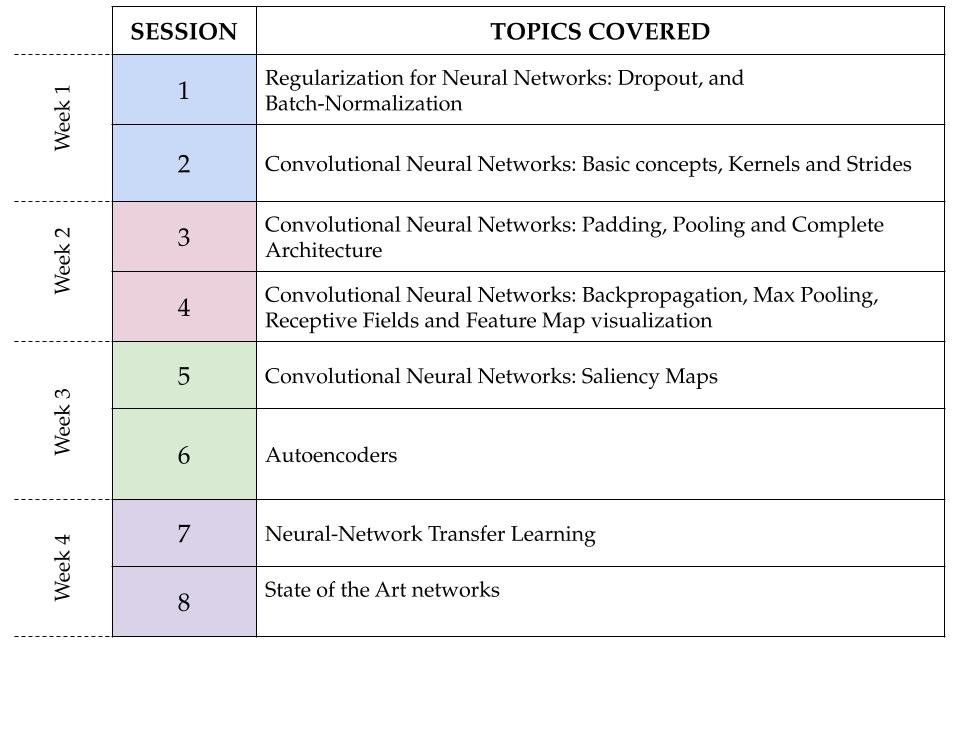 SESSION TOPICS COVERED
Week 1
1 Regularization for Neural Networks: Dropout, and
Batch-Normalization
2 Convolutional Neural Networks: Basic concepts, Kernels and Strides
Week 2
3 Convolutional Neural Networks: Padding, Pooling and Complete
Architecture
4 Convolutional Neural Networks: Backpropagation, Max Pooling,
Receptive Fields and Feature Map visualization
Week 3
5 Convolutional Neural Networks: Saliency Maps
6 Autoencoders
Week 4
7 Neural-Network Transfer Learning
8 State of the Art networks